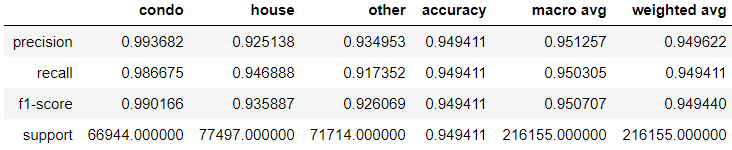 condo house other accuracy macro avg weighted avg
precision 0.993682 0.925138 0.934953 0.949411 0.951257 0.949622
recall 0.986675 0.946888 0.917352 0.949411 0.950305 0.949411
f1-score 0.990166 0.935887 0.926069 0.949411 0.950707 0.949440
support 66944.000000 77497.000000 71714.000000 0.949411 216155.000000 216155.000000